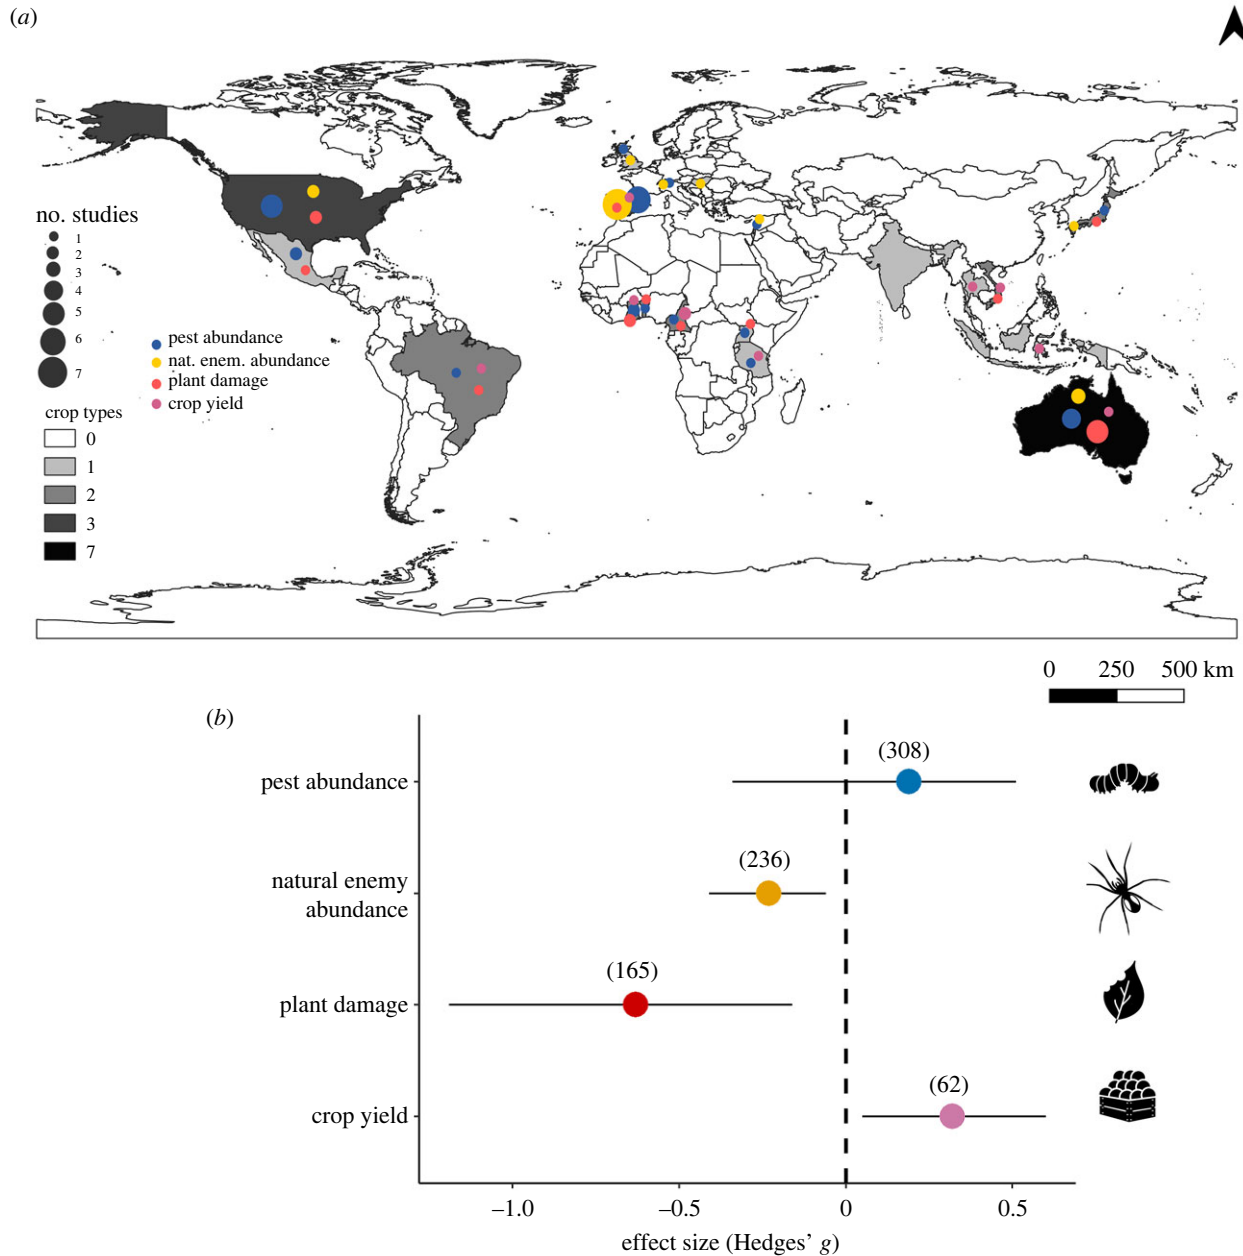 (a)
no. studies
1
2
3
4
5
6
7
pest abundance
nat. enem. abundance
plant damage
crop yield
crop types
0
1
2
3
7
0 250 500 km
(b)
pest abundance
(308)
natural enemy
abundance
(236)
plant damage
(165)
crop yield
(62)
–1.0 –0.5 0 0.5
effect size (Hedges’ g)